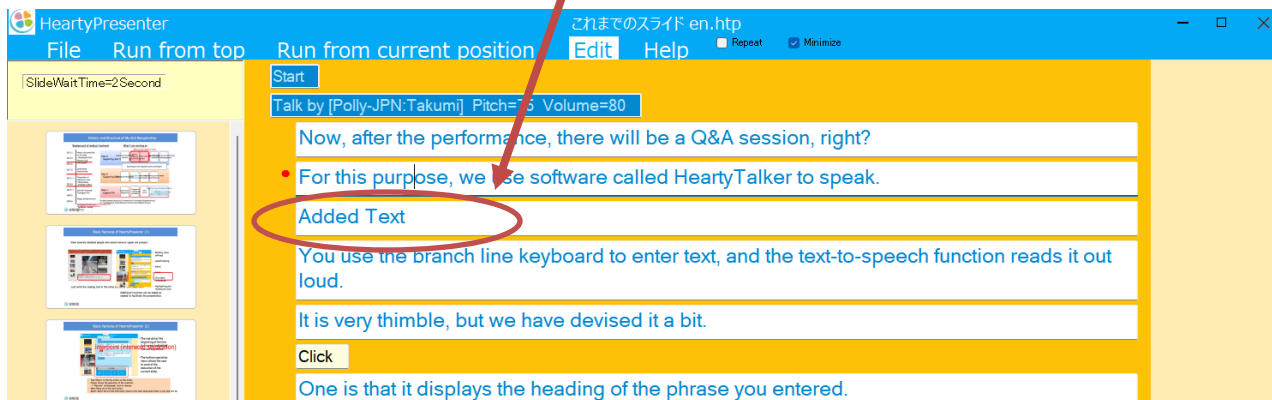 HeartyPresenter
これまでのスライド en.htp
File Run from top Run from current position Edit Help Repeat Minimize
SlideWaitTime=2Second
Start
Talk by [Polly-JPN:Takumi] Pitch=75 Volume=80
Now, after the performance, there will be a Q&A session, right?
For this purpose, we use software called HeartyTalker to speak.
Added Text
You use the branch line keyboard to enter text, and the text-to-speech function reads it out
loud.
It is very thimble, but we have devised it a bit.
Click
One is that it displays the heading of the phrase you entered.